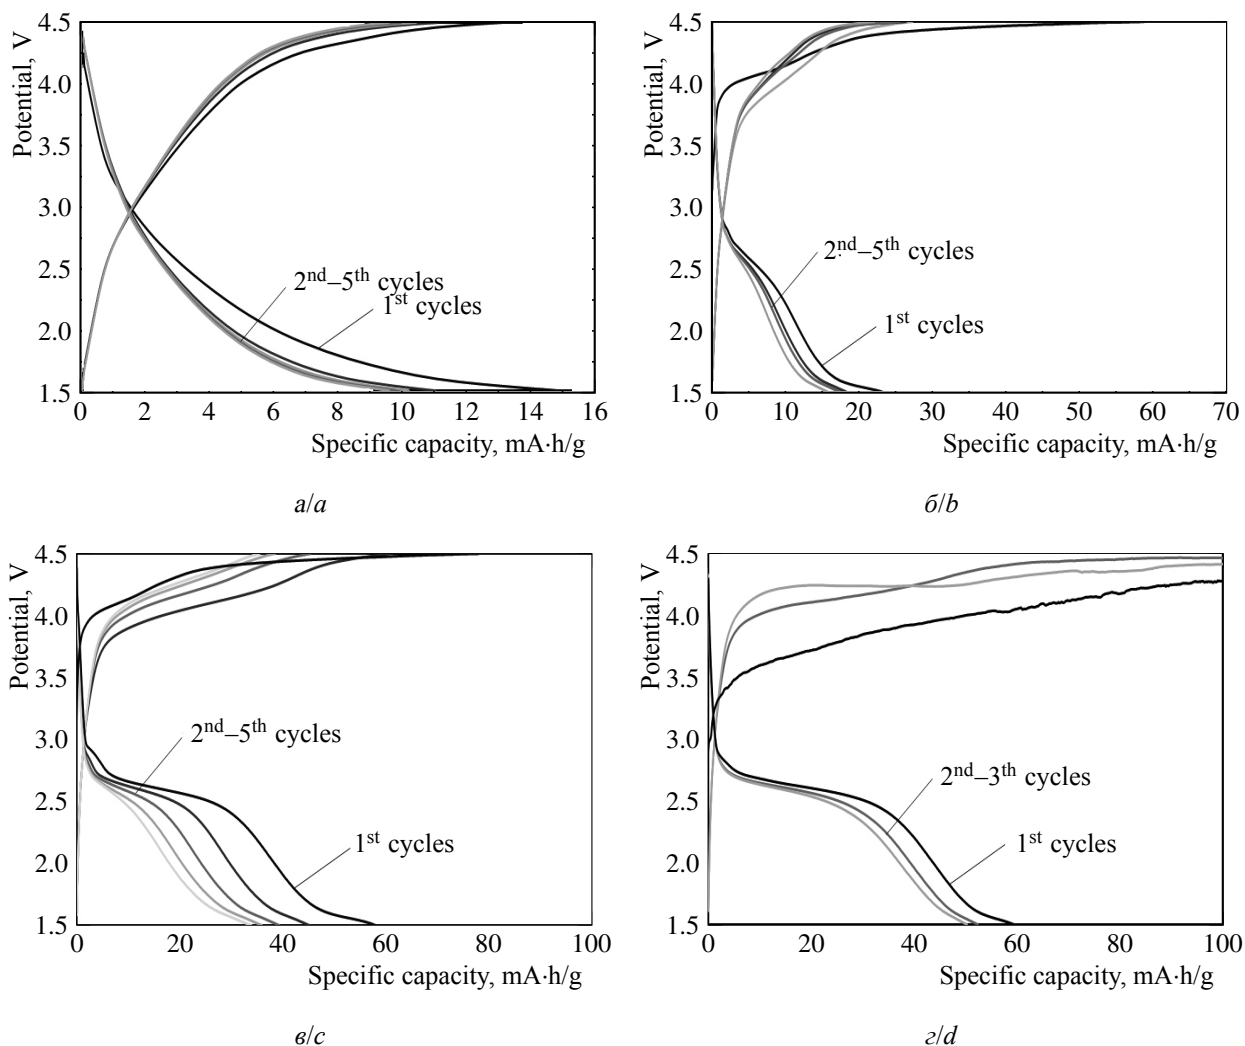 Potential, V
4.5
4.0
3.5
3.0
2.5
2.0
1.5
2nd–5th cycles
1st cycles
0 2 4 6 8 10 12 14 16
Specific capacity, mA·h/g
а/a
Potential, V
4.5
4.0
3.5
3.0
2.5
2.0
1.5
2nd–5th cycles
1st cycles
0 10 20 30 40 50 60 70
Specific capacity, mA·h/g
б/b
Potential, V
4.5
4.0
3.5
3.0
2.5
2.0
1.5
2nd–5th cycles
1st cycles
0 20 40 60 80 100
Specific capacity, mA·h/g
в/c
Potential, V
4.5
4.0
3.5
3.0
2.5
2.0
1.5
2nd–3th cycles
1st cycles
0 20 40 60 80 100
Specific capacity, mA·h/g
г/d